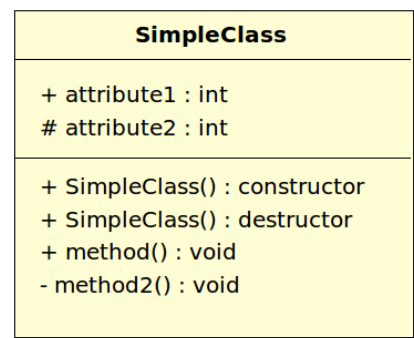 SimpleClass
+ attribute1 : int
# attribute2 : int
+ SimpleClass() : constructor
+ SimpleClass() : destructor
+ method() : void
- method2() : void